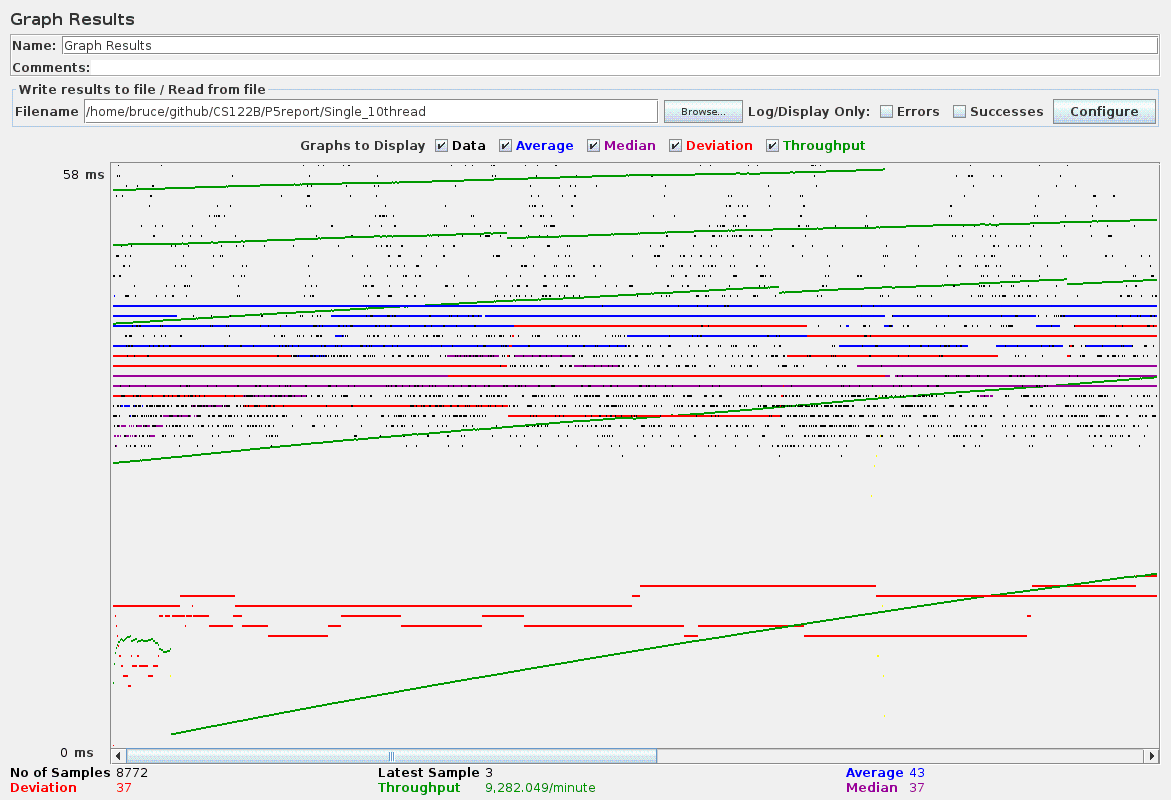 Graph Results
Name: Graph Results
Comments:
Write results to file / Read from file
Filename /home/bruce/github/CS122B/P5report/Single_10thread Browse... Log/Display Only: Errors Successes Configure
Graphs to Display Data Average Median Deviation Throughput
58 ms
0 ms
No of Samples 8772 Latest Sample 3 Average 43
Deviation 37 Throughput 9,282.049/minute Median 37